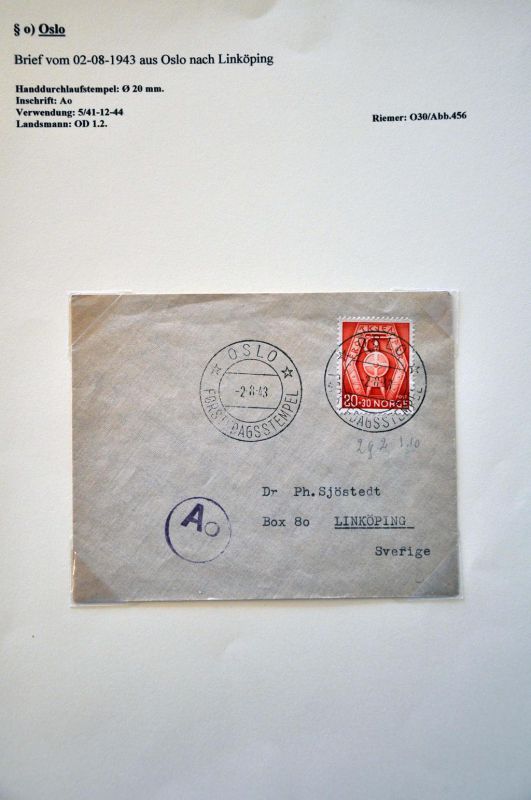 § o) Oslo
Brief vom 02-08-1943 aus Oslo nach Linköping
Handdurchlaufstempel: Ø 20 mm.
Inschrift: Ao
Verwendung: 5/41-12-44
Landsmann: OD 1.2.
Riemer: O30/Abb.456
OSLO
-2.8.43
FØRSTEDAGSSTEMPEL
20+30 NORGE
Dr Ph.Sjöstedt
Box 80 LINKÖPING
Sverige
Ao